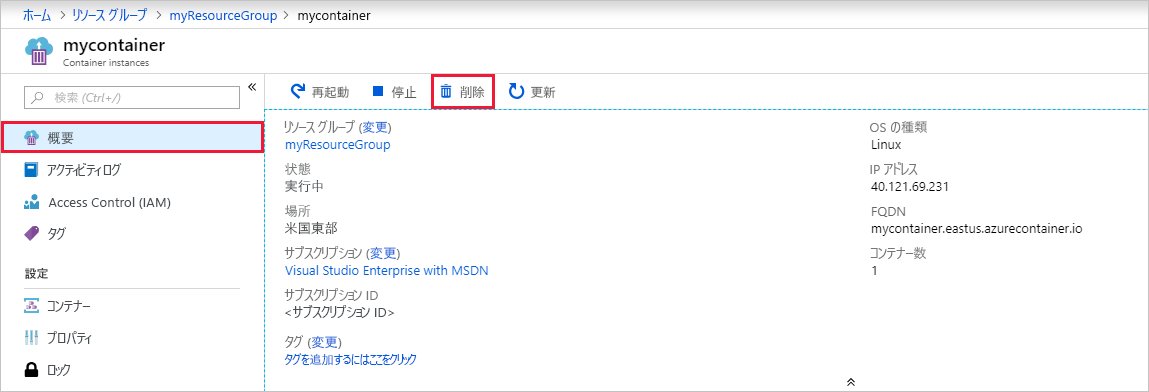 ホーム > リソース グループ > myResourceGroup > mycontainer
mycontainer
Container instances
検索 (Ctrl+/)
«
概要
アクティビティ ログ
Access Control (IAM)
タグ
設定
コンテナー
プロパティ
ロック
再起動 停止 削除 更新
リソース グループ (変更)
myResourceGroup
状態
実行中
場所
米国東部
サブスクリプション (変更)
Visual Studio Enterprise with MSDN
サブスクリプション ID
<サブスクリプション ID>
タグ (変更)
タグを追加するにはここをクリック
OS の種類
Linux
IP アドレス
40.121.69.231
FQDN
mycontainer.eastus.azurecontainer.io
コンテナー数
1